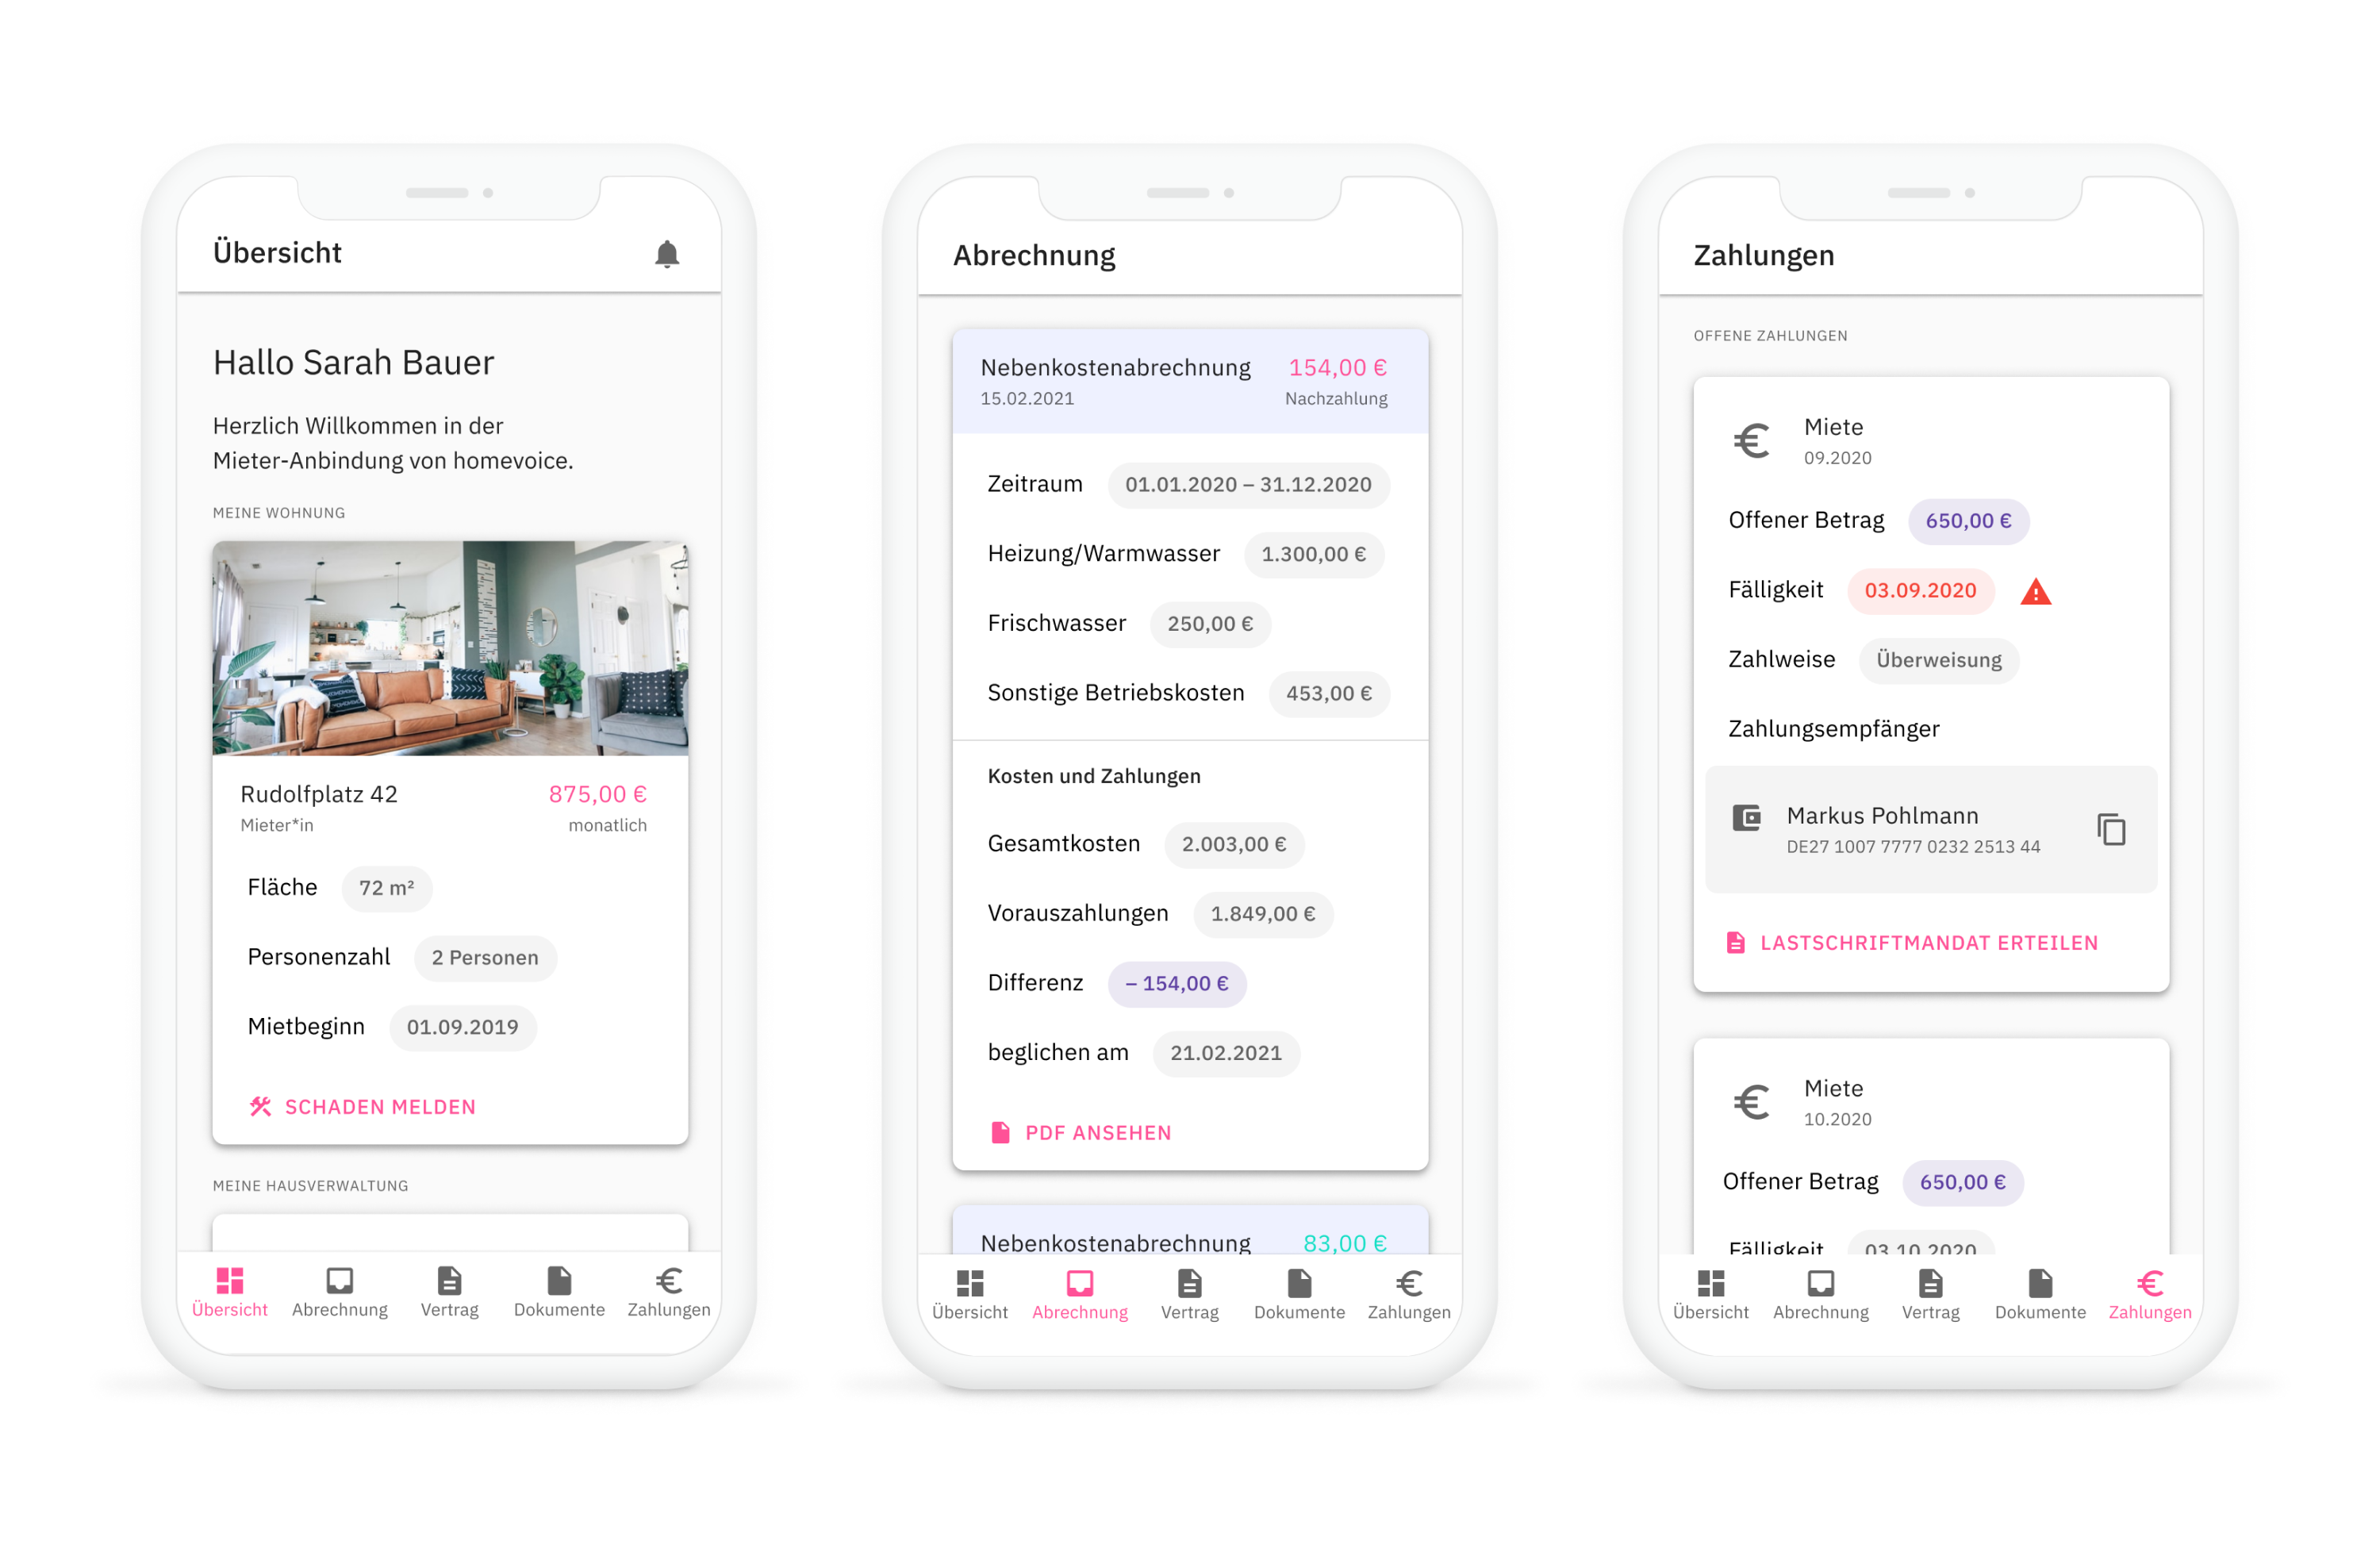 Übersicht
Hallo Sarah Bauer
Herzlich Willkommen in der
Mieter-Anbindung von homevoice.
MEINE WOHNUNG
Rudolfplatz 42 875,00 €
Mieter*in monatlich
Fläche 72 m²
Personenzahl 2 Personen
Mietbeginn 01.09.2019
SCHADEN MELDEN
MEINE HAUSVERWALTUNG
Übersicht Abrechnung Vertrag Dokumente Zahlungen
Abrechnung
Nebenkostenabrechnung 154,00 €
15.02.2021 Nachzahlung
Zeitraum 01.01.2020 – 31.12.2020
Heizung/Warmwasser 1.300,00 €
Frischwasser 250,00 €
Sonstige Betriebskosten 453,00 €
Kosten und Zahlungen
Gesamtkosten 2.003,00 €
Vorauszahlungen 1.849,00 €
Differenz – 154,00 €
beglichen am 21.02.2021
PDF ANSEHEN
Nebenkostenabrechnung 83,00 €
Übersicht Abrechnung Vertrag Dokumente Zahlungen
Zahlungen
OFFENE ZAHLUNGEN
Miete
09.2020
Offener Betrag 650,00 €
Fälligkeit 03.09.2020
Zahlweise Überweisung
Zahlungsempfänger
Markus Pohlmann
DE27 1007 7777 0232 2513 44
LASTSCHRIFTMANDAT ERTEILEN
Miete
10.2020
Offener Betrag 650,00 €
Fälligkeit 03.10.2020
Übersicht Abrechnung Vertrag Dokumente Zahlungen